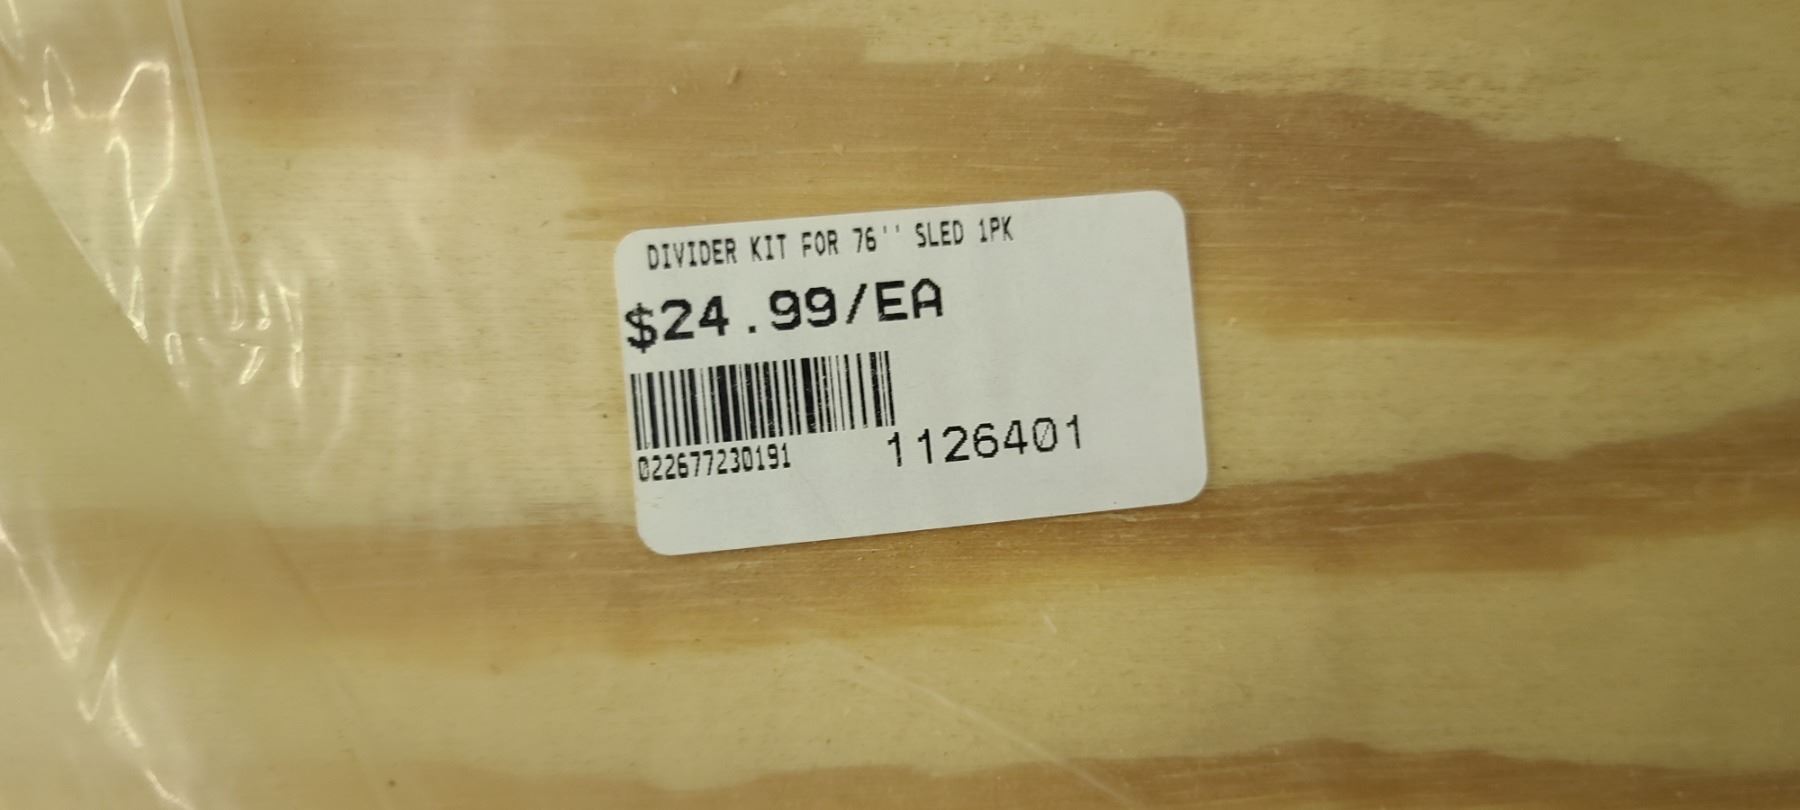 DIVIDER KIT FOR 76'' SLED 1PK
$24.99/EA
022677230191
1126401